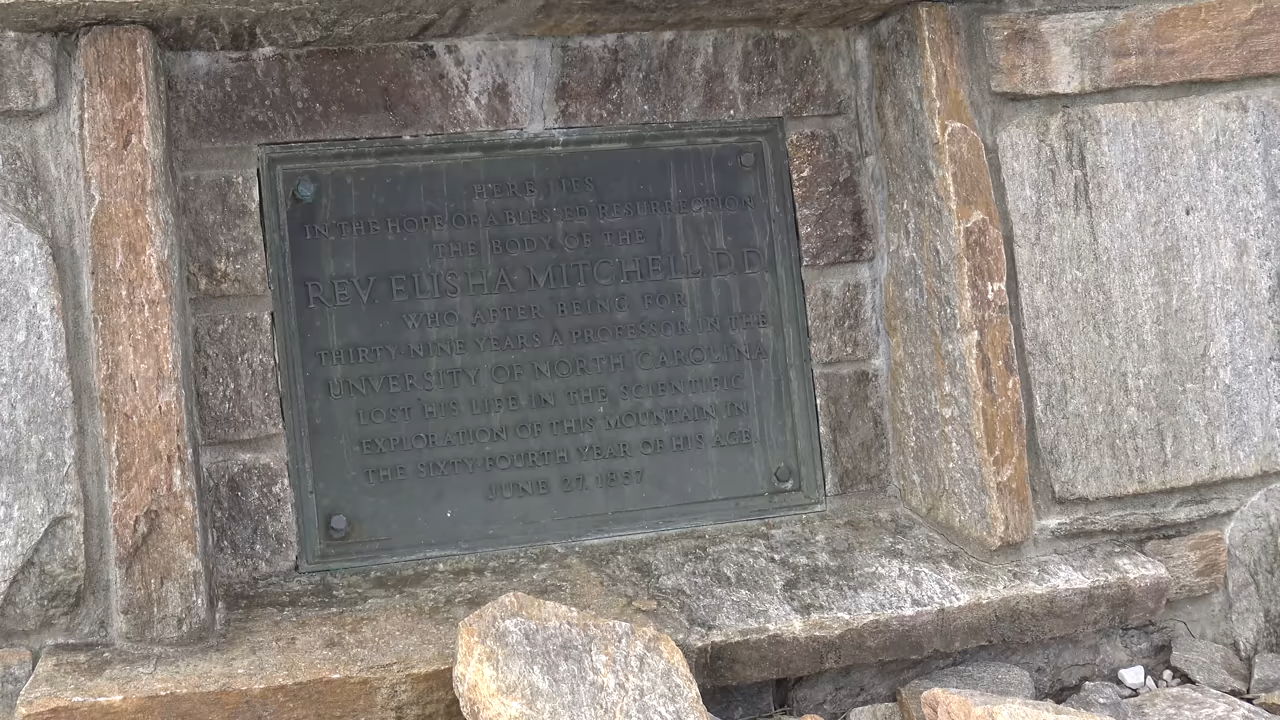 HERE LIES
IN THE HOPE OF A BLESSED RESURRECTION
THE BODY OF THE
REV. ELISHA MITCHELL, D.D.
WHO AFTER BEING FOR
THIRTY-NINE YEARS A PROFESSOR IN THE
UNVERSITY OF NORTH CAROLINA
LOST HIS LIFE IN THE SCIENTIFIC
EXPLORATION OF THIS MOUNTAIN IN
THE SIXTY-FOURTH YEAR OF HIS AGE.
JUNE 27. 1857